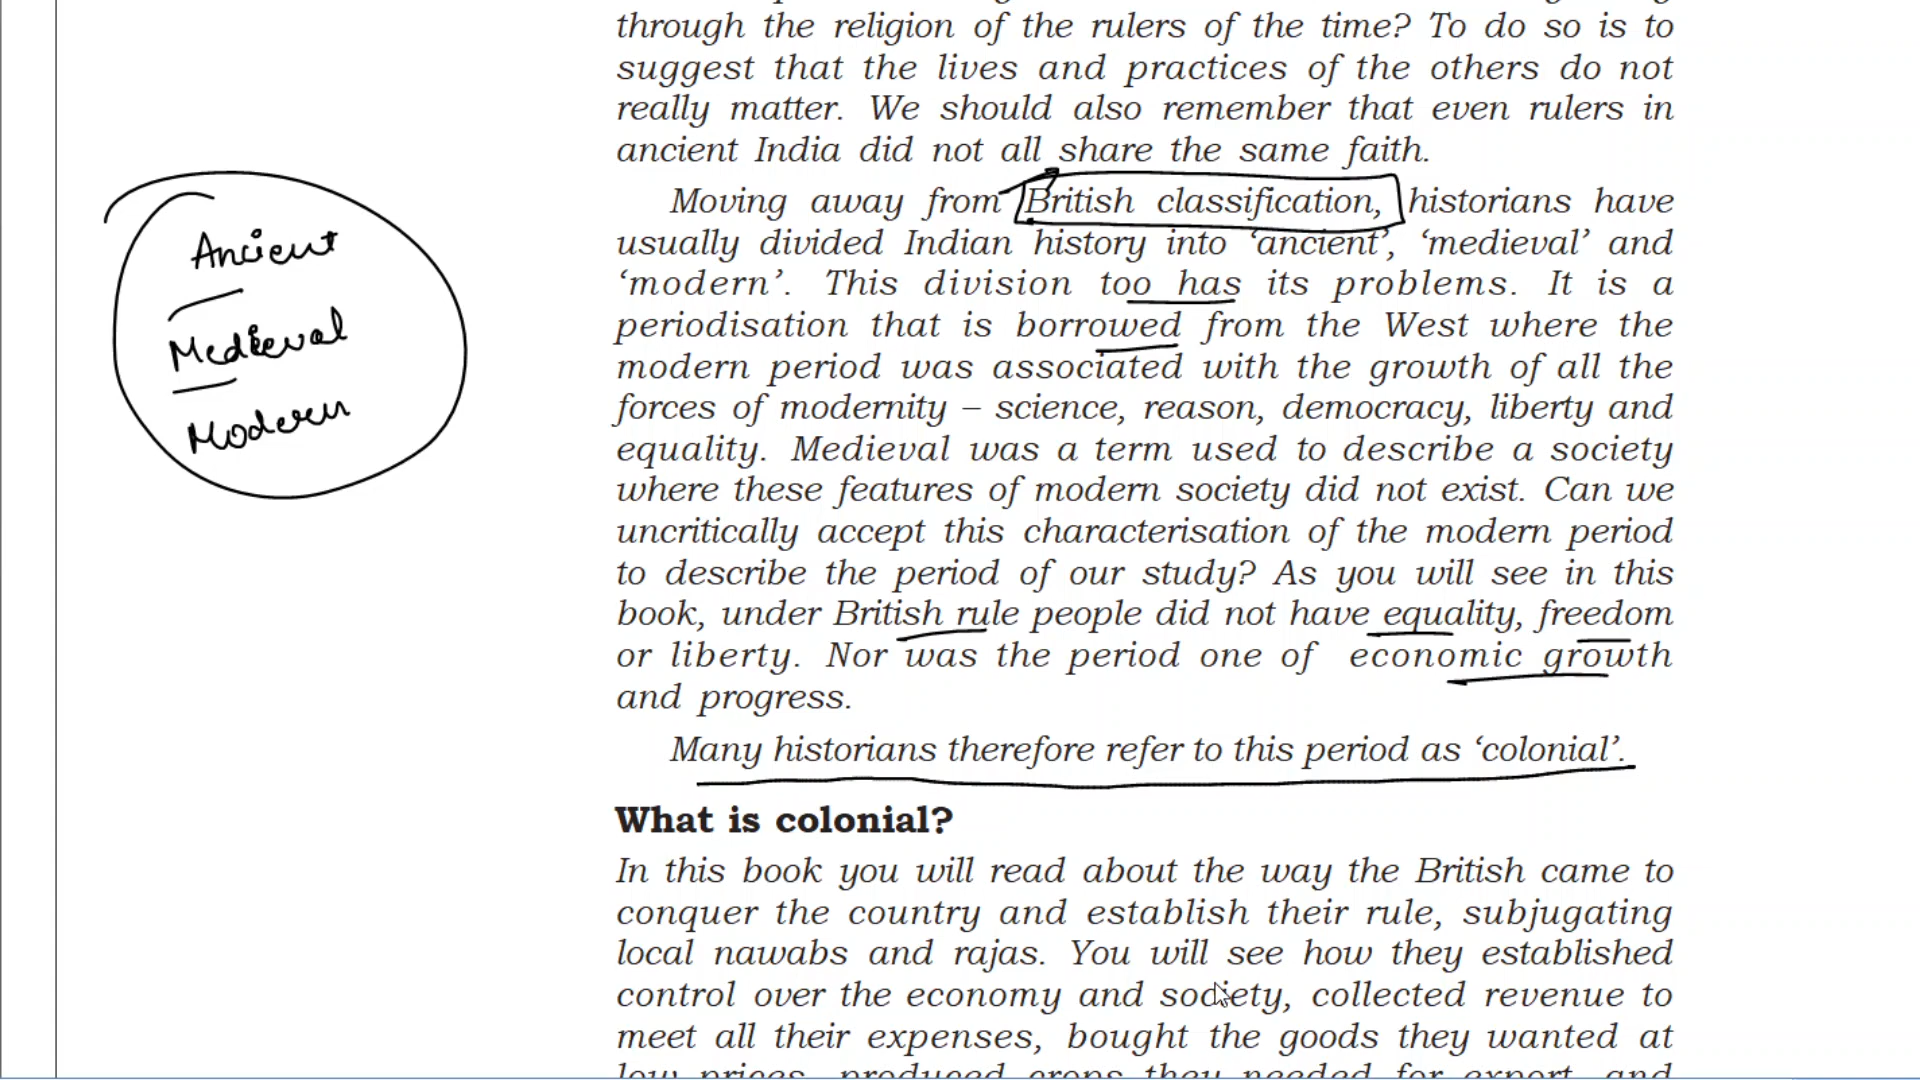 through the religion of the rulers of the time? To do so is to
suggest that the lives and practices of the others do not
really matter. We should also remember that even rulers in
ancient India did not all share the same faith.
Moving away from British classification, historians have
usually divided Indian history into ‘ancient’, ‘medieval’ and
‘modern’. This division too has its problems. It is a
periodisation that is borrowed from the West where the
modern period was associated with the growth of all the
forces of modernity – science, reason, democracy, liberty and
equality. Medieval was a term used to describe a society
where these features of modern society did not exist. Can we
uncritically accept this characterisation of the modern period
to describe the period of our study? As you will see in this
book, under British rule people did not have equality, freedom
or liberty. Nor was the period one of economic growth
and progress.
Many historians therefore refer to this period as ‘colonial’.
What is colonial?
In this book you will read about the way the British came to
conquer the country and establish their rule, subjugating
local nawabs and rajas. You will see how they established
control over the economy and society, collected revenue to
meet all their expenses, bought the goods they wanted at
low prices, produced crops they needed for export, and
Ancient
Medieval
Modern